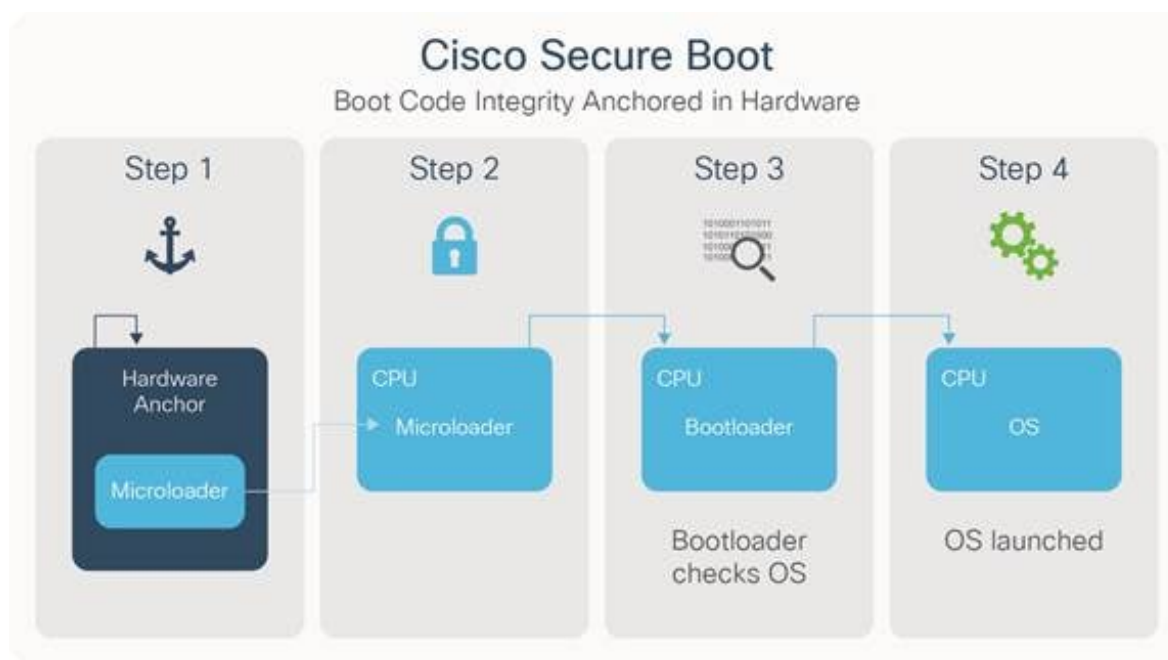 Cisco Secure Boot
Boot Code Integrity Anchored in Hardware
Step 1
Hardware
Anchor
Microloader
Step 2
CPU
Microloader
Step 3
CPU
Bootloader
Bootloader
checks OS
Step 4
CPU
OS
OS launched